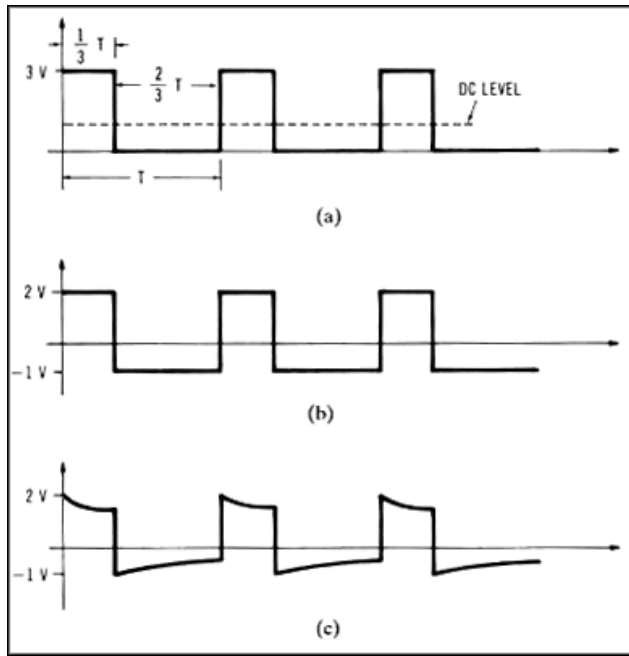 1/3 T
3 V
2/3 T
DC LEVEL
T
(a)
2 V
−1 V
(b)
2 V
−1 V
(c)